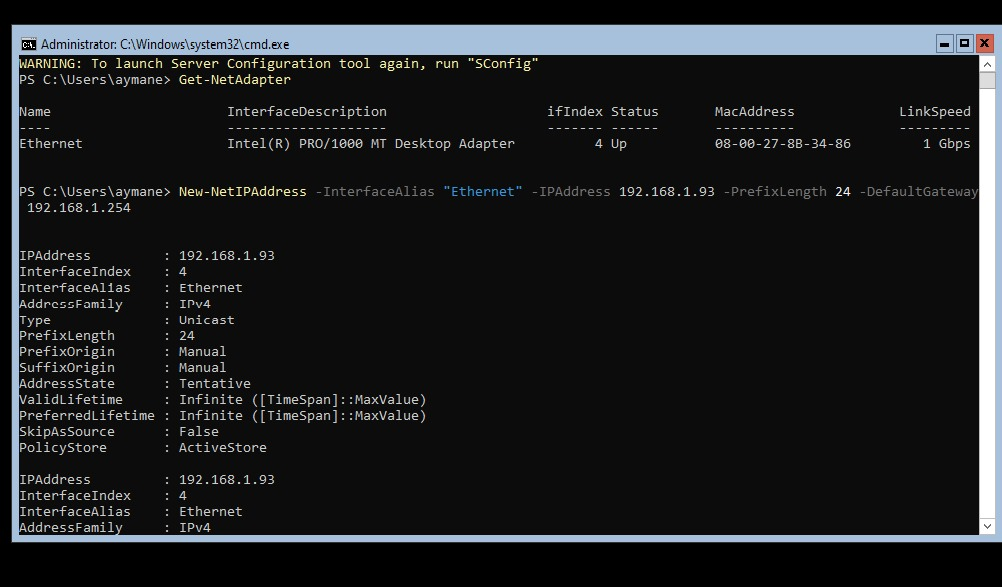 Administrator: C:\Windows\system32\cmd.exe
WARNING: To launch Server Configuration tool again, run "SConfig"
PS C:\Users\aymane> Get-NetAdapter
Name                      InterfaceDescription                    ifIndex Status       MacAddress             LinkSpeed
----                      --------------------                    ------- ------       ----------             ---------
Ethernet                  Intel(R) PRO/1000 MT Desktop Adapter          4 Up           08-00-27-8B-34-86         1 Gbps
PS C:\Users\aymane> New-NetIPAddress -InterfaceAlias "Ethernet" -IPAddress 192.168.1.93 -PrefixLength 24 -DefaultGateway
192.168.1.254
IPAddress         : 192.168.1.93
InterfaceIndex    : 4
InterfaceAlias    : Ethernet
AddressFamily     : IPv4
Type              : Unicast
PrefixLength      : 24
PrefixOrigin      : Manual
SuffixOrigin      : Manual
AddressState      : Tentative
ValidLifetime     : Infinite ([TimeSpan]::MaxValue)
PreferredLifetime : Infinite ([TimeSpan]::MaxValue)
SkipAsSource      : False
PolicyStore       : ActiveStore
IPAddress         : 192.168.1.93
InterfaceIndex    : 4
InterfaceAlias    : Ethernet
AddressFamily     : IPv4